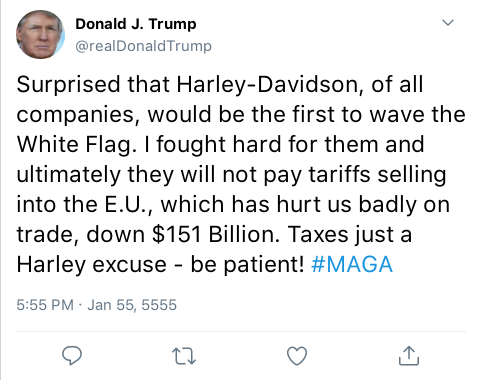 Donald J. Trump
@realDonaldTrump
Surprised that Harley-Davidson, of all
companies, would be the first to wave the
White Flag. I fought hard for them and
ultimately they will not pay tariffs selling
into the E.U., which has hurt us badly on
trade, down $151 Billion. Taxes just a
Harley excuse - be patient! #MAGA
5:55 PM · Jan 55, 5555